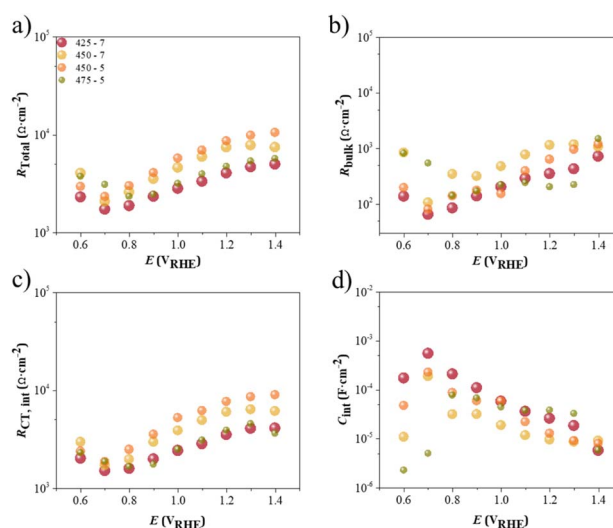 a)
10⁵
10⁴
10³
R_Total (Ω·cm⁻²)
425 - 7
450 - 7
450 - 5
475 - 5
0.6 0.8 1.0 1.2 1.4
E (V_RHE)
b)
10⁵
10⁴
10³
10²
R_bulk (Ω·cm⁻²)
0.6 0.8 1.0 1.2 1.4
E (V_RHE)
c)
10⁵
10⁴
10³
R_CT, int (Ω·cm⁻²)
0.6 0.8 1.0 1.2 1.4
E (V_RHE)
d)
10⁻²
10⁻³
10⁻⁴
10⁻⁵
10⁻⁶
C_int (F·cm⁻²)
0.6 0.8 1.0 1.2 1.4
E (V_RHE)